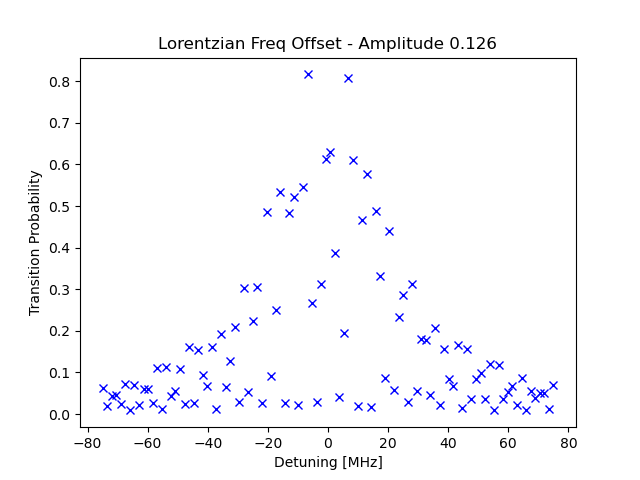 Lorentzian Freq Offset - Amplitude 0.126
0.8
0.7
0.6
0.5
0.4
0.3
0.2
0.1
0.0
Transition Probability
−80 −60 −40 −20 0 20 40 60 80
Detuning [MHz]